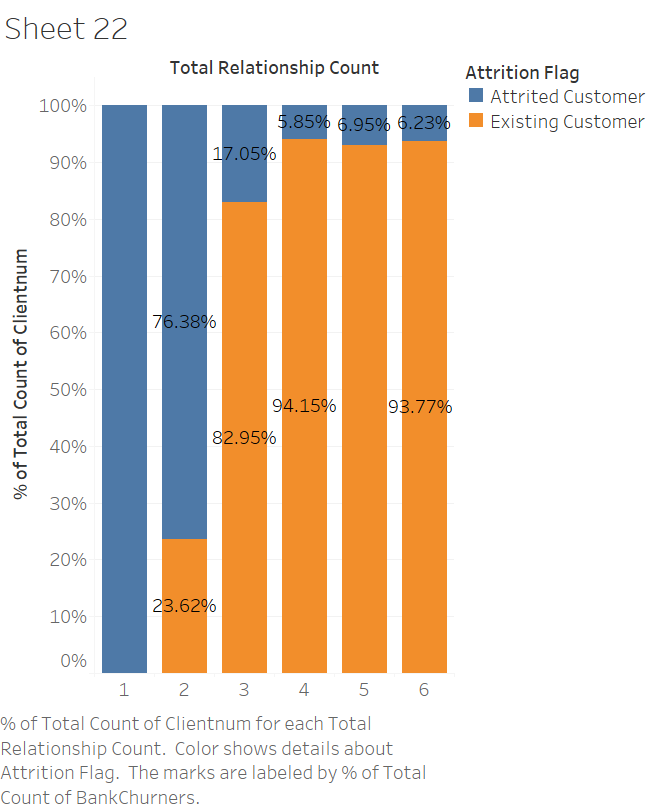 Sheet 22
Total Relationship Count
Attrition Flag
Attrited Customer
Existing Customer
% of Total Count of Clientnum
100%
90%
80%
70%
60%
50%
40%
30%
20%
10%
0%
5.85%
6.95%
6.23%
17.05%
76.38%
94.15%
93.77%
82.95%
23.62%
1
2
3
4
5
6
% of Total Count of Clientnum for each Total
Relationship Count. Color shows details about
Attrition Flag. The marks are labeled by % of Total
Count of BankChurners.